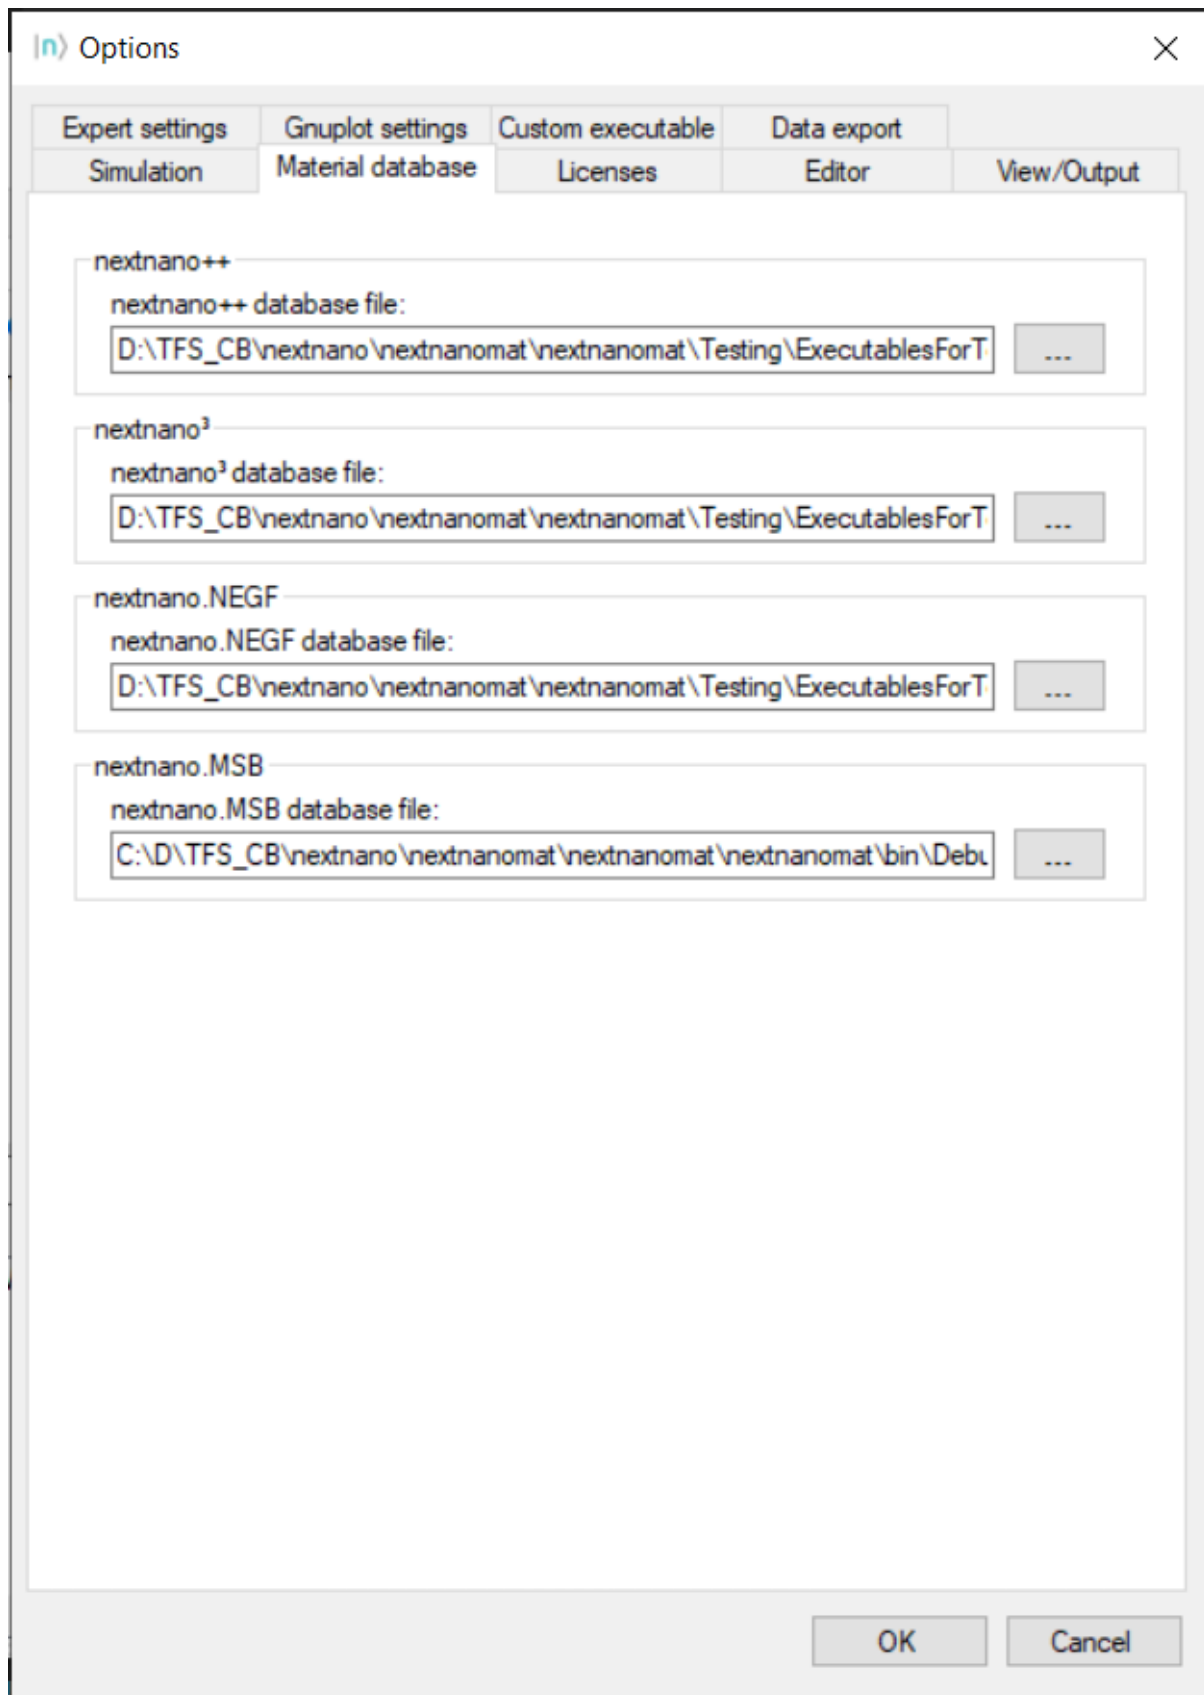 |n⟩ Options
Expert settings Gnuplot settings Custom executable Data export
Simulation Material database Licenses Editor View/Output
nextnano++
nextnano++ database file:
D:\TFS_CB\nextnano\nextnanomat\nextnanomat\Testing\ExecutablesForT ...
nextnano³
nextnano³ database file:
D:\TFS_CB\nextnano\nextnanomat\nextnanomat\Testing\ExecutablesForT ...
nextnano.NEGF
nextnano.NEGF database file:
D:\TFS_CB\nextnano\nextnanomat\nextnanomat\Testing\ExecutablesForT ...
nextnano.MSB
nextnano.MSB database file:
C:\D\TFS_CB\nextnano\nextnanomat\nextnanomat\nextnanomat\bin\Debu ...
OK Cancel